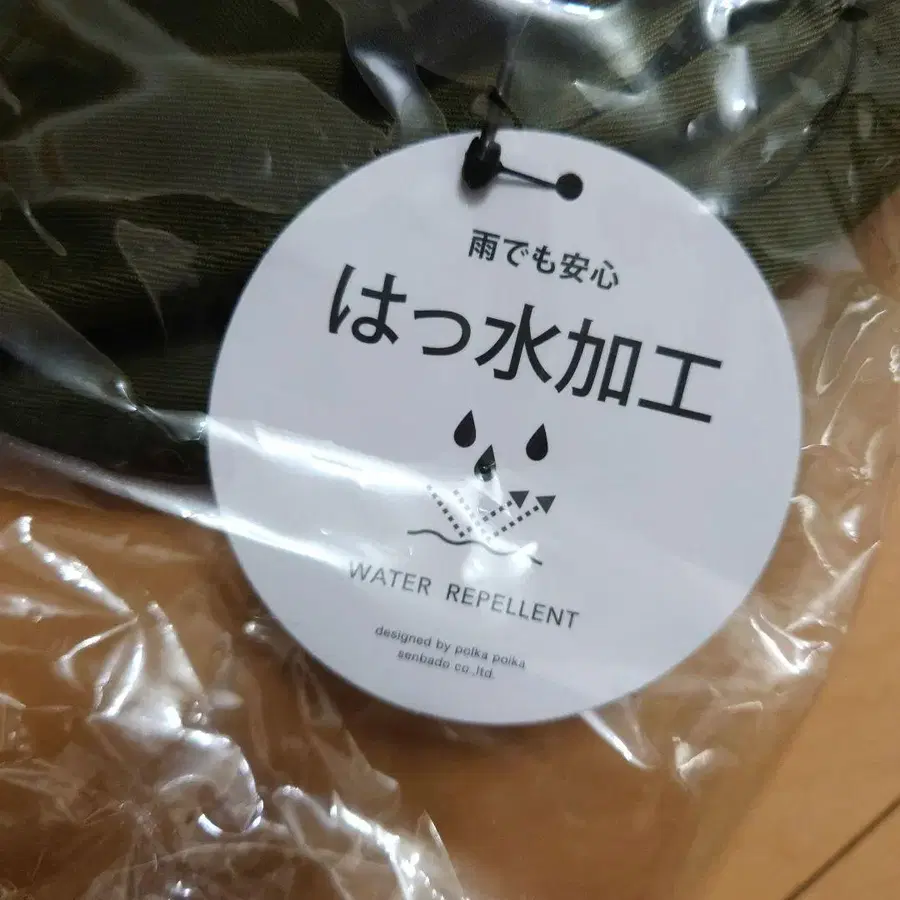 雨でも安心
はっ水加工
WATER REPELLENT
designed by polka polka
senbado co.,ltd.